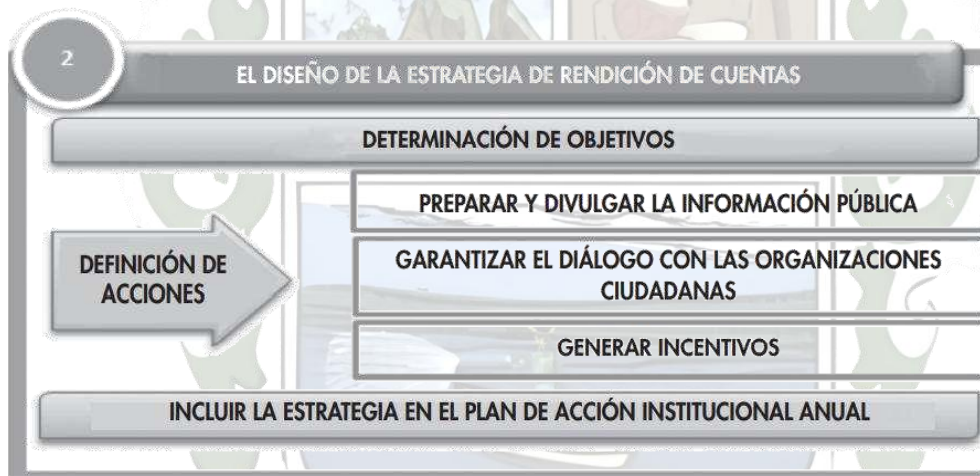 2
EL DISEÑO DE LA ESTRATEGIA DE RENDICIÓN DE CUENTAS
DETERMINACIÓN DE OBJETIVOS
DEFINICIÓN DE
ACCIONES
PREPARAR Y DIVULGAR LA INFORMACIÓN PÚBLICA
GARANTIZAR EL DIÁLOGO CON LAS ORGANIZACIONES
CIUDADANAS
GENERAR INCENTIVOS
INCLUIR LA ESTRATEGIA EN EL PLAN DE ACCIÓN INSTITUCIONAL ANUAL